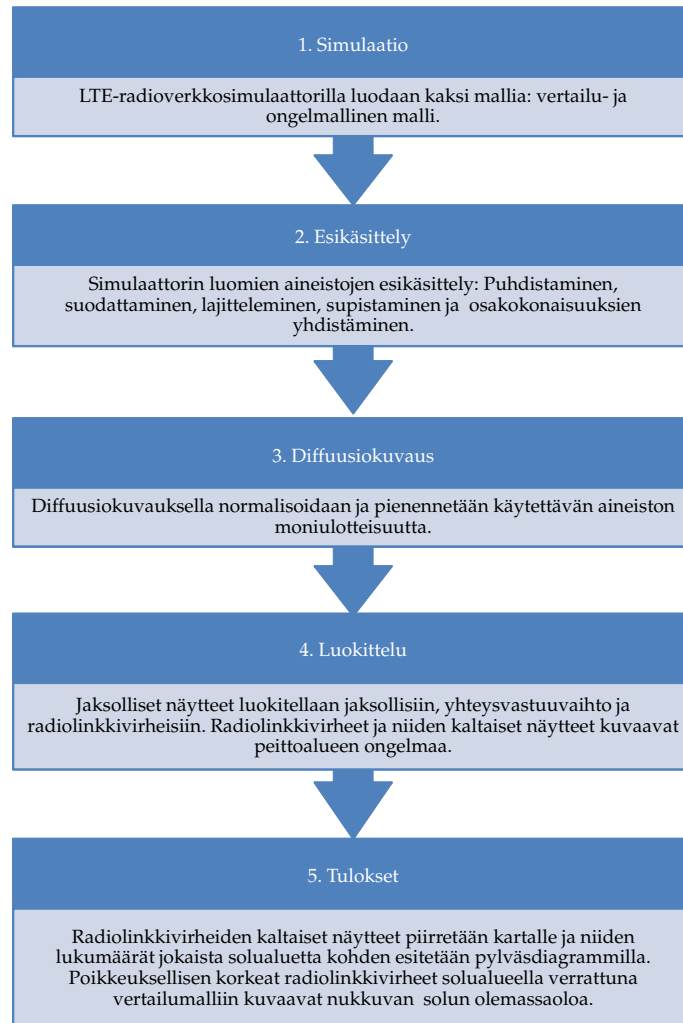 1. Simulaatio
LTE-radioverkkosimulaattorilla luodaan kaksi mallia: vertailu- ja
ongelmallinen malli.
2. Esikäsittely
Simulaattorin luomien aineistojen esikäsittely: Puhdistaminen,
suodattaminen, lajitteleminen, supistaminen ja osakokonaisuuksien
yhdistäminen.
3. Diffuusiokuvaus
Diffuusiokuvauksella normalisoidaan ja pienennetään käytettävän aineiston
moniulotteisuutta.
4. Luokittelu
Jaksolliset näytteet luokitellaan jaksollisiin, yhteysvastuuvaihto ja
radiolinkkivirheisiin. Radiolinkkivirheet ja niiden kaltaiset näytteet kuvaavat
peittoalueen ongelmaa.
5. Tulokset
Radiolinkkivirheiden kaltaiset näytteet piirretään kartalle ja niiden
lukumäärät jokaista solualuetta kohden esitetään pylväsdiagrammilla.
Poikkeuksellisen korkeat radiolinkkivirheet solualueella verrattuna
vertailumalliin kuvaavat nukkuvan solun olemassaoloa.